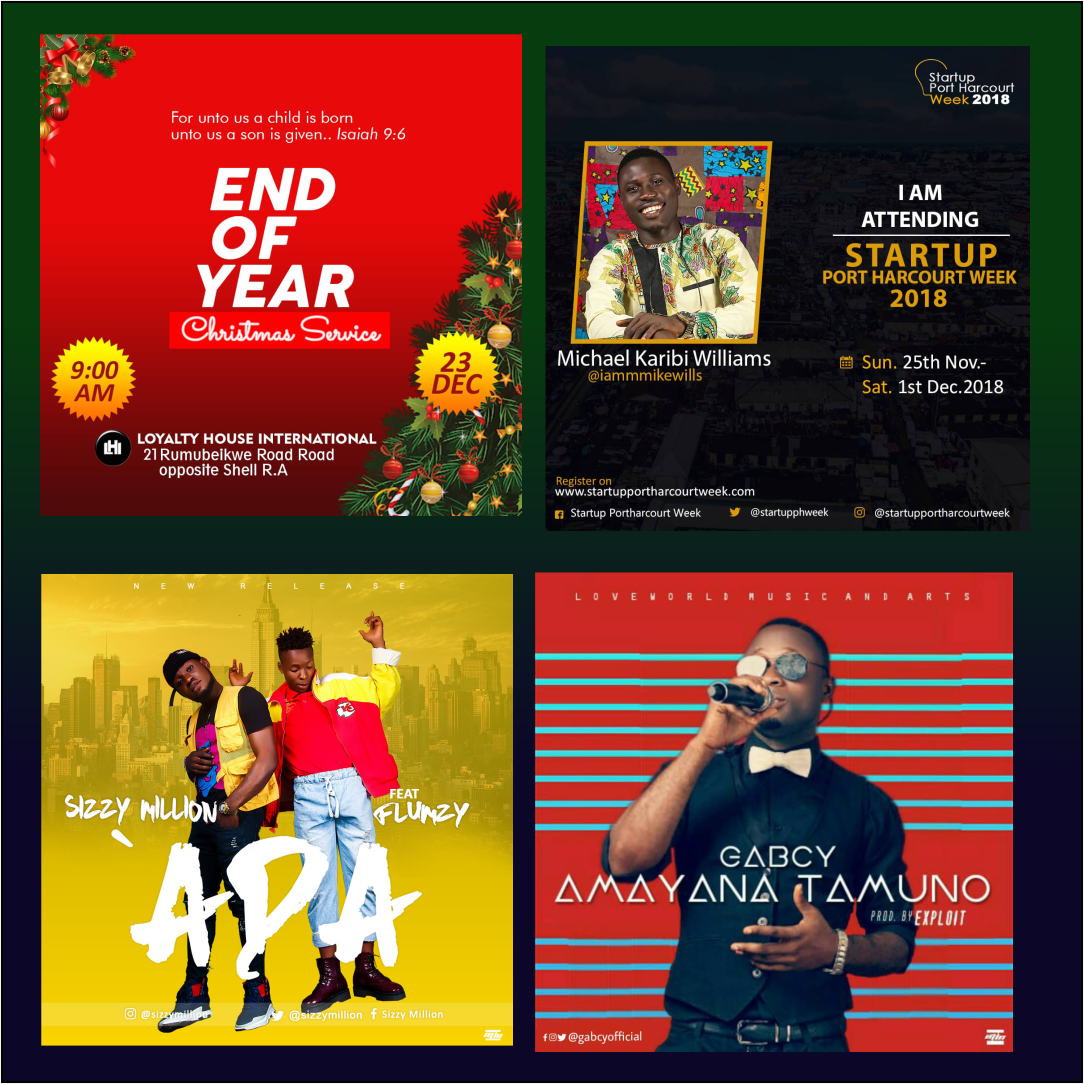 For unto us a child is born
unto us a son is given.. Isaiah 9:6
END
OF
YEAR
Christmas Service
9:00
AM
23
DEC
LHI
LOYALTY HOUSE INTERNATIONAL
21 Rumubeikwe Road Road
opposite Shell R.A
Startup
Port Harcourt
Week 2018
I AM
ATTENDING
STARTUP
PORT HARCOURT WEEK
2018
Michael Karibi Williams
@iammmikewills
Sun. 25th Nov.-
Sat. 1st Dec.2018
Register on
www.startupportharcourtweek.com
Startup Portharcourt Week @startupphweek @startupportharcourtweek
NEW RELEASE
SIZZY MILLION
FEAT
FLUMZY
ÀPA
@sizzymillion @sizzymillion Sizzy Million
LOVEWORLD MUSIC AND ARTS
GABCY
AMAYANA TAMUNO
PROD. BY EXPLOIT
@gabcyofficial